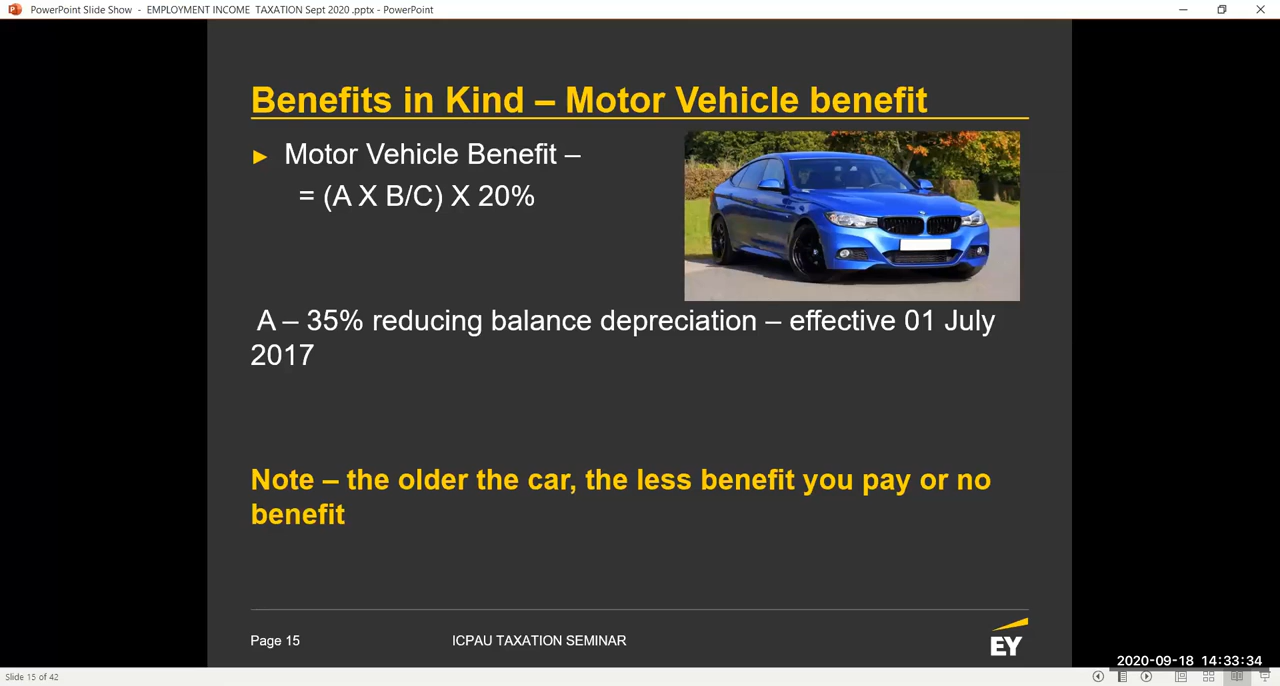 PowerPoint Slide Show - EMPLOYMENT INCOME TAXATION Sept 2020 .pptx - PowerPoint
Benefits in Kind – Motor Vehicle benefit
► Motor Vehicle Benefit –
= (A X B/C) X 20%
A – 35% reducing balance depreciation – effective 01 July
2017
Note – the older the car, the less benefit you pay or no
benefit
Page 15
ICPAU TAXATION SEMINAR
EY
2020-09-18 14:33:34
Slide 15 of 42